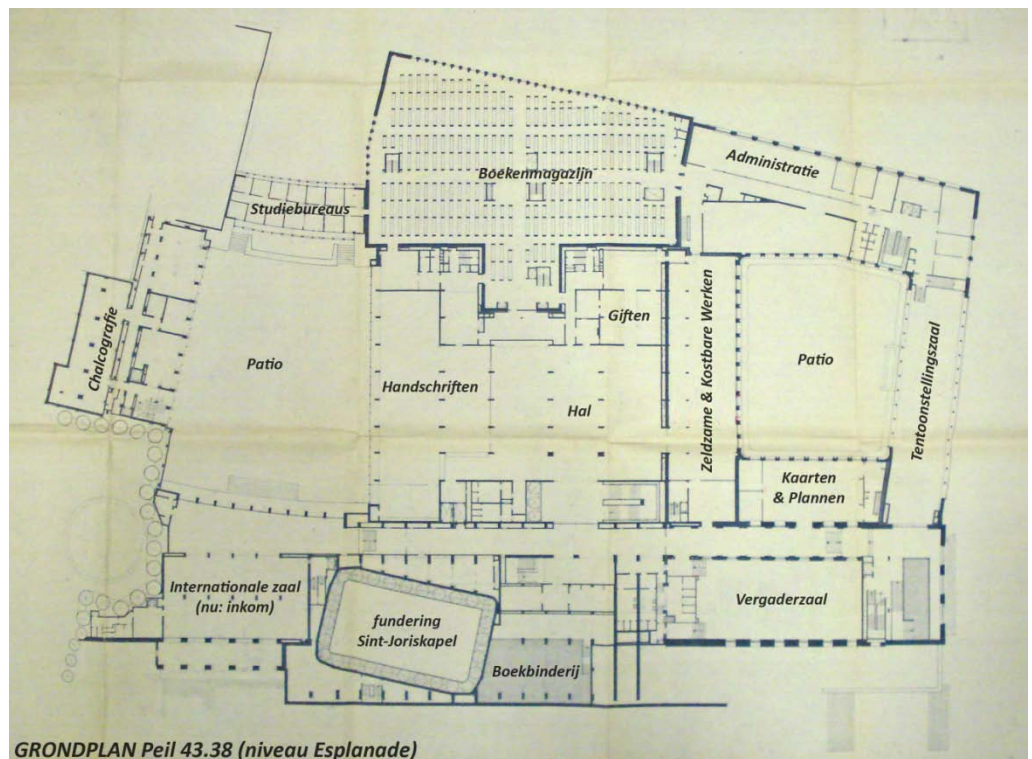 Boekenmagazijn
Administratie
Studiebureaus
Chalcografie
Patio
Handschriften
Giften
Hal
Zeldzame & Kostbare Werken
Patio
Tentoonstellingszaal
Kaarten
& Plannen
Internationale zaal
(nu: inkom)
fundering
Sint-Joriskapel
Vergaderzaal
Boekbinderij
GRONDPLAN Peil 43.38 (niveau Esplanade)